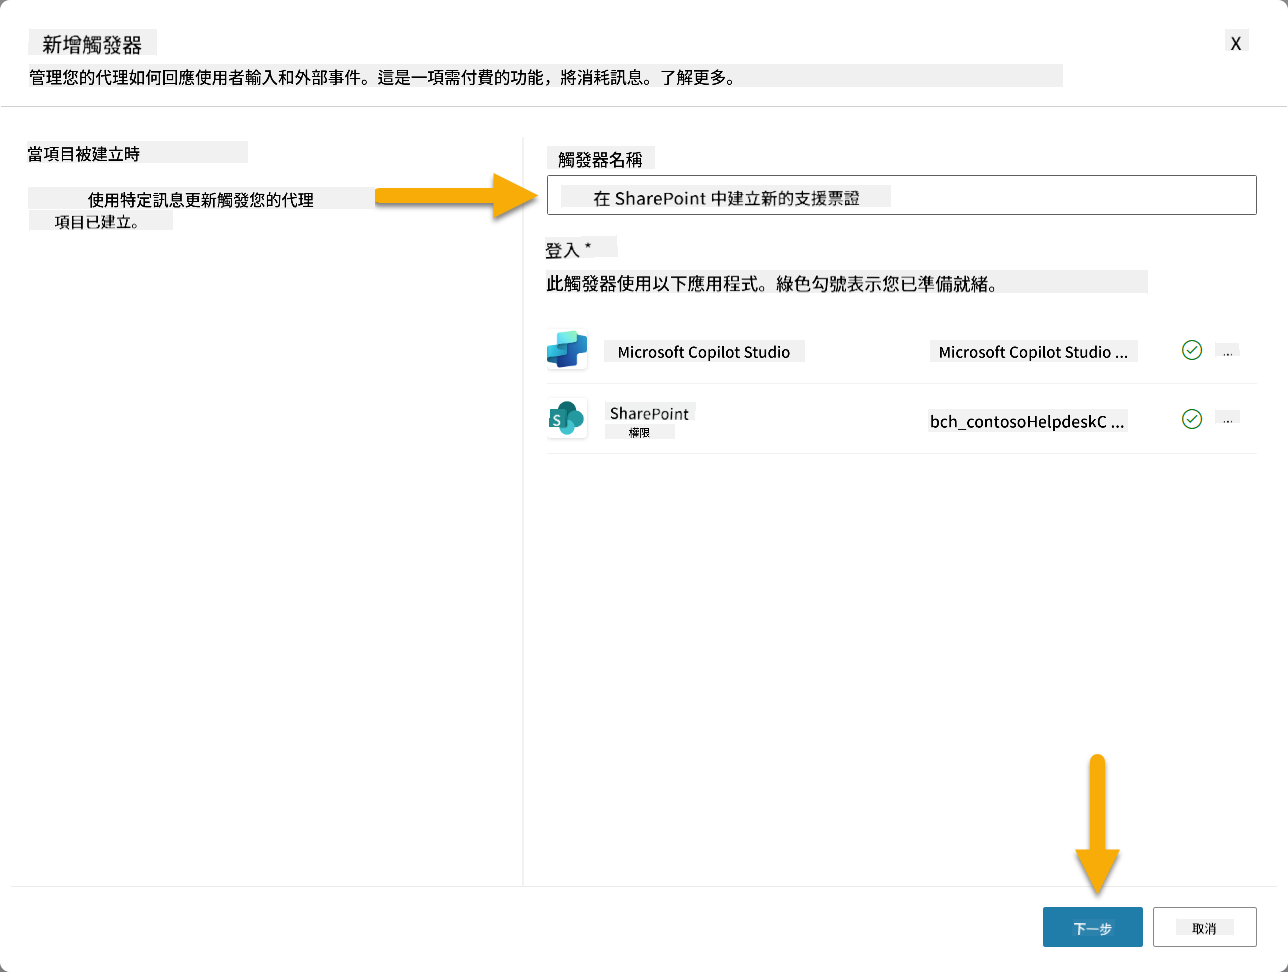 新增觸發器
X
管理您的代理如何回應使用者輸入和外部事件。這是一項需付費的功能，將消耗訊息。了解更多。
當項目被建立時
使用特定訊息更新觸發您的代理
項目已建立。
觸發器名稱
在 SharePoint 中建立新的支援票證
登入 *
此觸發器使用以下應用程式。綠色勾號表示您已準備就緒。
Microsoft Copilot Studio
Microsoft Copilot Studio ...
...
S
SharePoint
權限
bch_contosoHelpdeskC ...
...
下一步
取消